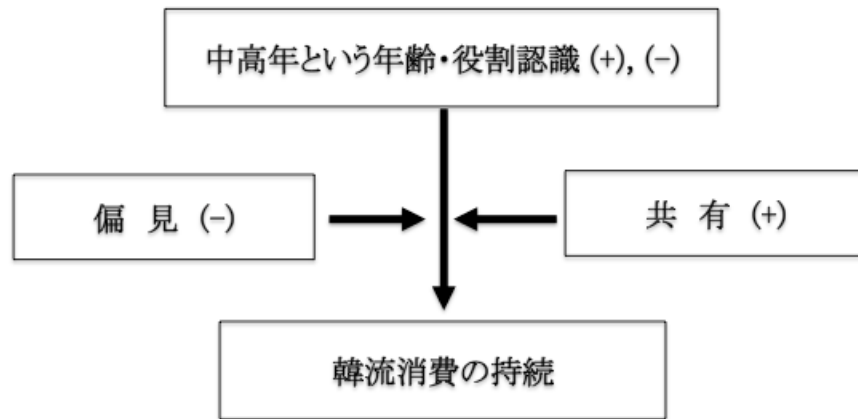 中高年という年齢・役割認識 (+), (−)
偏 見 (−)
共 有 (+)
韓流消費の持続